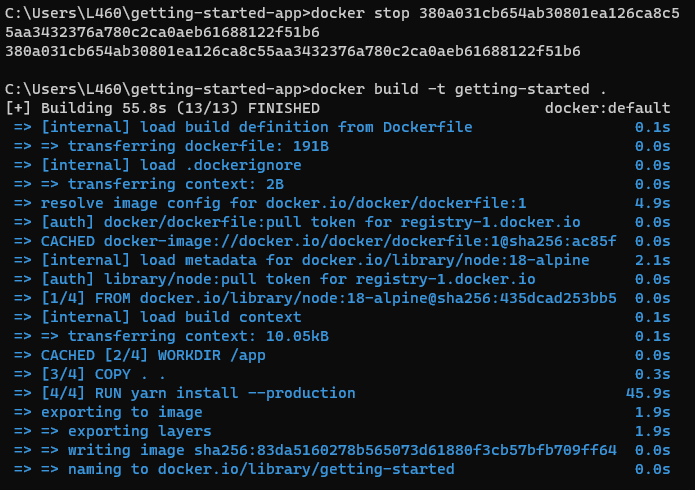 C:\Users\L460\getting-started-app>docker stop 380a031cb654ab30801ea126ca8c5
5aa3432376a780c2ca0aeb61688122f51b6
380a031cb654ab30801ea126ca8c55aa3432376a780c2ca0aeb61688122f51b6
C:\Users\L460\getting-started-app>docker build -t getting-started .
[+] Building 55.8s (13/13) FINISHED docker:default
=> [internal] load build definition from Dockerfile 0.1s
=> => transferring dockerfile: 191B 0.0s
=> [internal] load .dockerignore 0.1s
=> => transferring context: 2B 0.0s
=> resolve image config for docker.io/docker/dockerfile:1 4.9s
=> [auth] docker/dockerfile:pull token for registry-1.docker.io 0.0s
=> CACHED docker-image://docker.io/docker/dockerfile:1@sha256:ac85f 0.0s
=> [internal] load metadata for docker.io/library/node:18-alpine 2.1s
=> [auth] library/node:pull token for registry-1.docker.io 0.0s
=> [1/4] FROM docker.io/library/node:18-alpine@sha256:435dcad253bb5 0.0s
=> [internal] load build context 0.1s
=> => transferring context: 10.05kB 0.1s
=> CACHED [2/4] WORKDIR /app 0.0s
=> [3/4] COPY . . 0.3s
=> [4/4] RUN yarn install --production 45.9s
=> exporting to image 1.9s
=> => exporting layers 1.9s
=> => writing image sha256:83da5160278b565073d61880f3cb57bfb709ff64 0.0s
=> => naming to docker.io/library/getting-started 0.0s